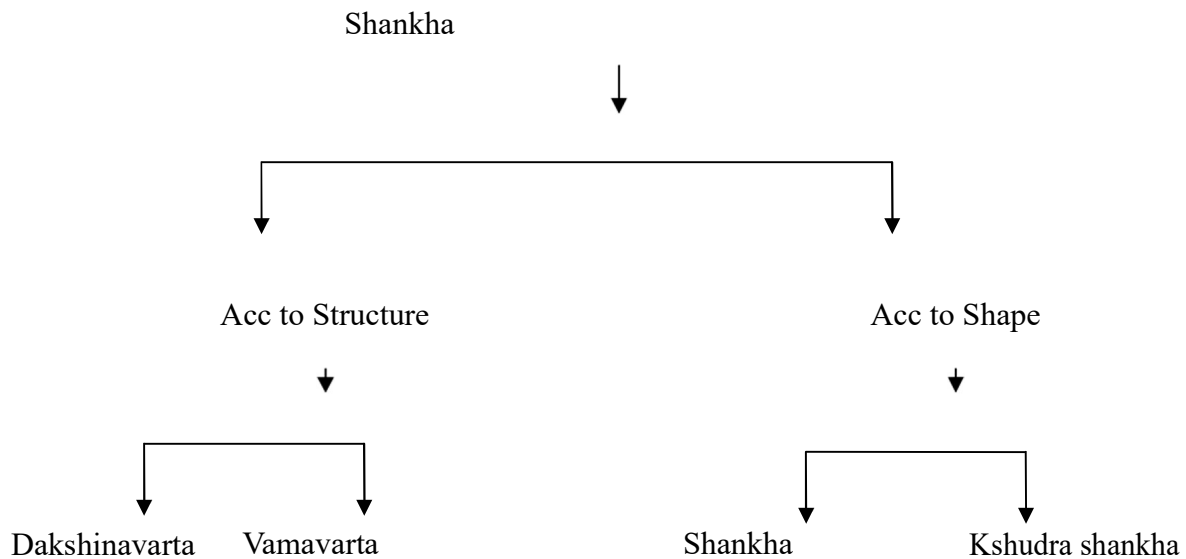 Shankha
Acc to Structure
Acc to Shape
Dakshinavarta
Vamavarta
Shankha
Kshudra shankha